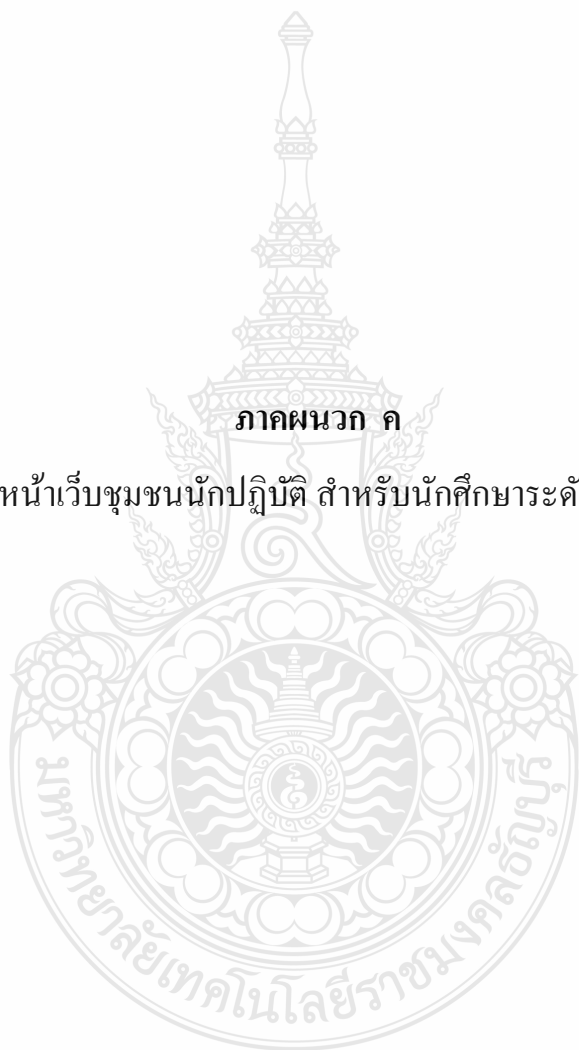 ภาคผนวก ค
หน้าเว็บชุมชนนักปฏิบัติ สำหรับนักศึกษาระดั
มหาวิทยาลัยเทคโนโลยีราชมงคลธัญบุรี